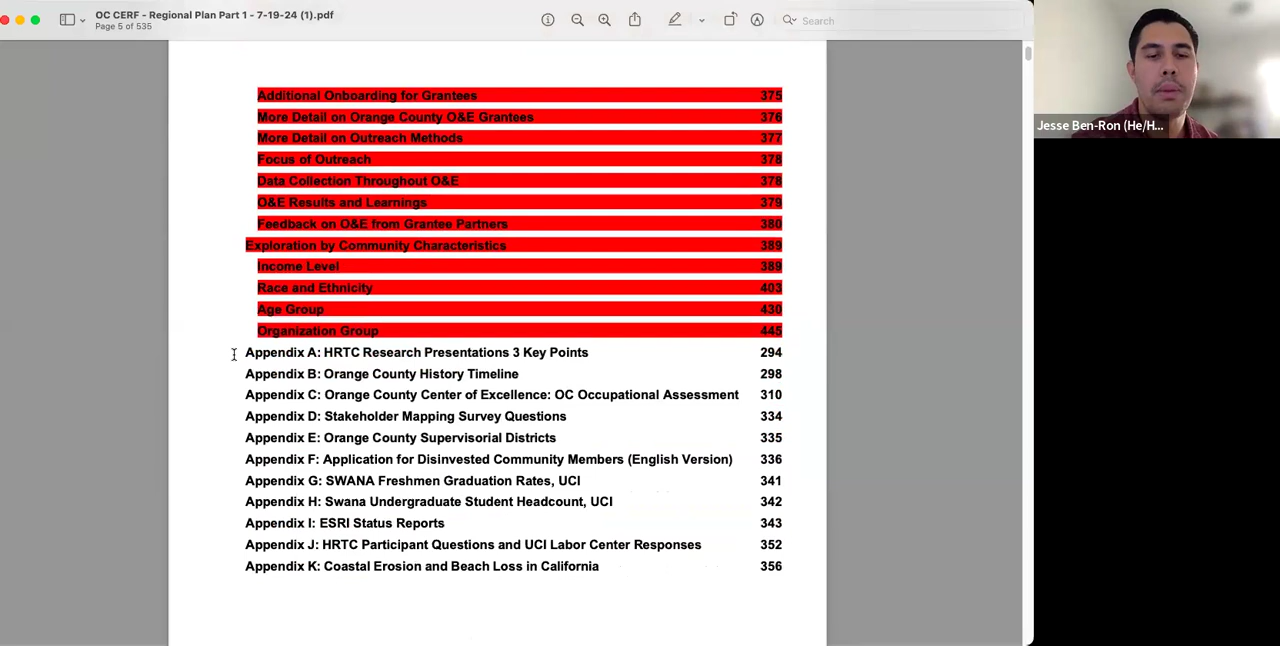 OC CERF - Regional Plan Part 1 - 7-19-24 (1).pdf
Page 5 of 535
Search
Additional Onboarding for Grantees 375
More Detail on Orange County O&E Grantees 376
More Detail on Outreach Methods 377
Focus of Outreach 378
Data Collection Throughout O&E 378
O&E Results and Learnings 379
Feedback on O&E from Grantee Partners 380
Exploration by Community Characteristics 389
Income Level 389
Race and Ethnicity 403
Age Group 430
Organization Group 445
Appendix A: HRTC Research Presentations 3 Key Points 294
Appendix B: Orange County History Timeline 298
Appendix C: Orange County Center of Excellence: OC Occupational Assessment 310
Appendix D: Stakeholder Mapping Survey Questions 334
Appendix E: Orange County Supervisorial Districts 335
Appendix F: Application for Disinvested Community Members (English Version) 336
Appendix G: SWANA Freshmen Graduation Rates, UCI 341
Appendix H: Swana Undergraduate Student Headcount, UCI 342
Appendix I: ESRI Status Reports 343
Appendix J: HRTC Participant Questions and UCI Labor Center Responses 352
Appendix K: Coastal Erosion and Beach Loss in California 356
Jesse Ben-Ron (He/H...